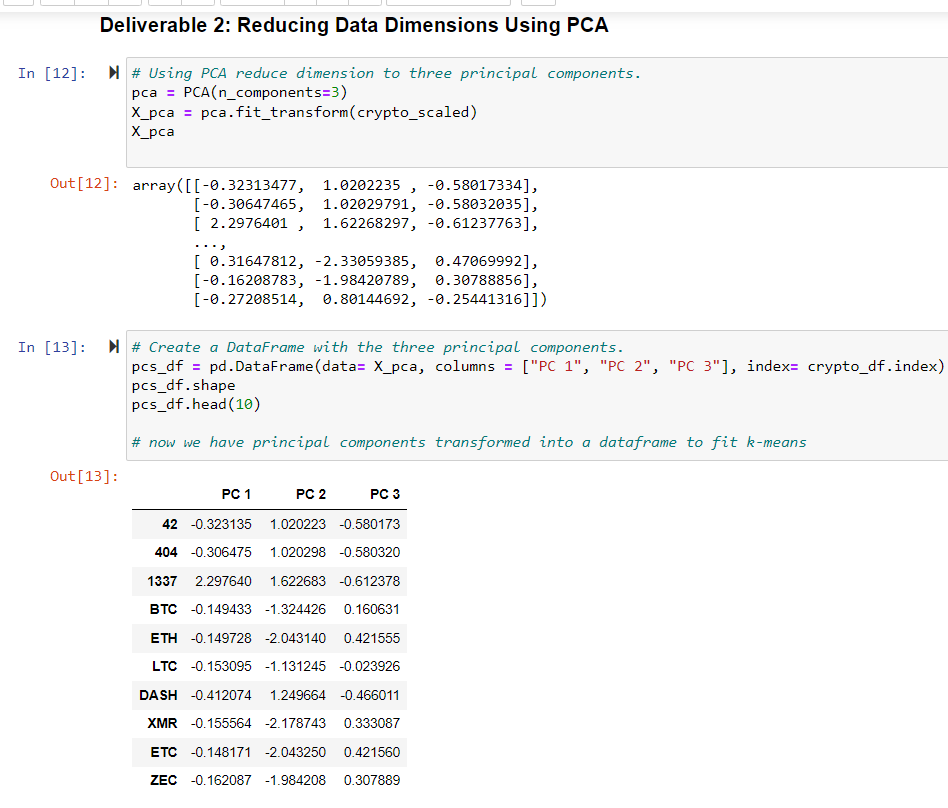 Deliverable 2: Reducing Data Dimensions Using PCA
In [12]: # Using PCA reduce dimension to three principal components.
pca = PCA(n_components=3)
X_pca = pca.fit_transform(crypto_scaled)
X_pca
Out[12]: array([[-0.32313477,  1.0202235 , -0.58017334],
[-0.30647465,  1.02029791, -0.58032035],
[ 2.2976401 ,  1.62268297, -0.61237763],
...,
[ 0.31647812, -2.33059385,  0.47069992],
[-0.16208783, -1.98420789,  0.30788856],
[-0.27208514,  0.80144692, -0.25441316]])
In [13]: # Create a DataFrame with the three principal components.
pcs_df = pd.DataFrame(data= X_pca, columns = ["PC 1", "PC 2", "PC 3"], index= crypto_df.index)
pcs_df.shape
pcs_df.head(10)
# now we have principal components transformed into a dataframe to fit k-means
Out[13]:
PC 1 PC 2 PC 3
42 -0.323135 1.020223 -0.580173
404 -0.306475 1.020298 -0.580320
1337 2.297640 1.622683 -0.612378
BTC -0.149433 -1.324426 0.160631
ETH -0.149728 -2.043140 0.421555
LTC -0.153095 -1.131245 -0.023926
DASH -0.412074 1.249664 -0.466011
XMR -0.155564 -2.178743 0.333087
ETC -0.148171 -2.043250 0.421560
ZEC -0.162087 -1.984208 0.307889